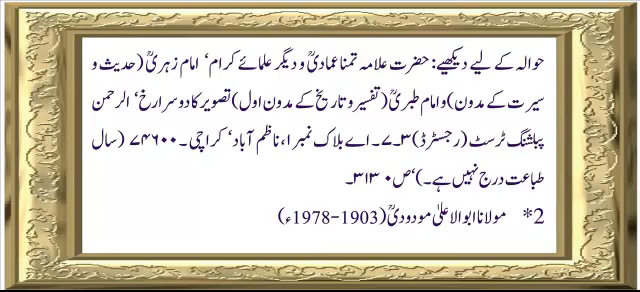 حوالہ کے لیے دیکھیے: حضرت علامہ تمنا عمادیؒ و دیگر علمائے کرام‘ امام زہریؒ (حدیث و
سیرت کے مدون) و امام طبریؒ (تفسیر و تاریخ کے مدون اول) تصویر کا دوسرا رخ‘ الرحمن
پبلشنگ ٹرسٹ (رجسٹرڈ) ۳۔۷۔اے بلاک نمبر ۱، ناظم آباد‘ کراچی۔ ۷۴۶۰۰ (سال
طباعت درج نہیں ہے۔)‘ ص
2* مولانا ابوالاعلیٰ مودودیؒ (1903-1978ء)